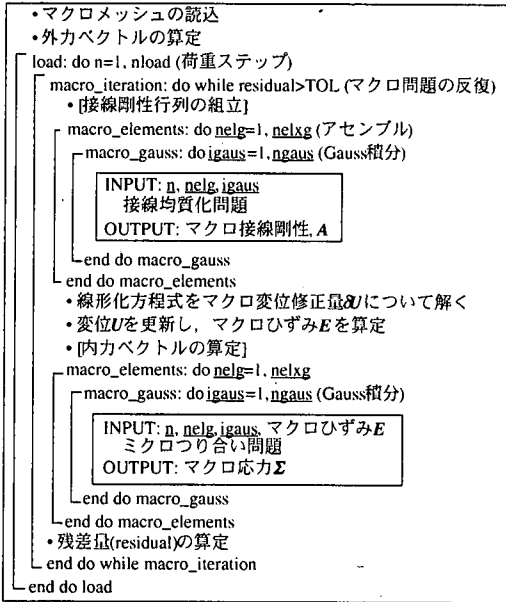 •マクロメッシュの読込
•外力ベクトルの算定
load: do n=1, nload (荷重ステップ)
macro_iteration: do while residual>TOL (マクロ問題の反復)
• [接線剛性行列の組立]
macro_elements: do nelg=1, nelxg (アセンブル)
macro_gauss: do igaus=1, ngaus (Gauss積分)
INPUT: n, nelg, igaus
接線均質化問題
OUTPUT: マクロ接線剛性, A
end do macro_gauss
end do macro_elements
•線形化方程式をマクロ変位修正量δUについて解く
•変位Uを更新し，マクロひずみEを算定
•[内力ベクトルの算定]
macro_elements: do nelg=1, nelxg
macro_gauss: do igaus=1, ngaus (Gauss積分)
INPUT: n, nelg, igaus, マクロひずみE
ミクロつり合い問題
OUTPUT: マクロ応力Σ
end do macro_gauss
end do macro_elements
•残差量(residual)の算定
end do while macro_iteration
end do load